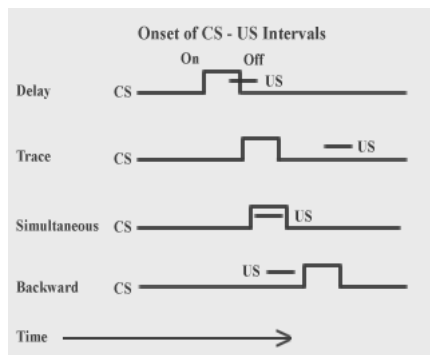 Onset of CS - US Intervals
On Off
Delay CS US
Trace CS US
Simultaneous CS US
Backward CS US
Time